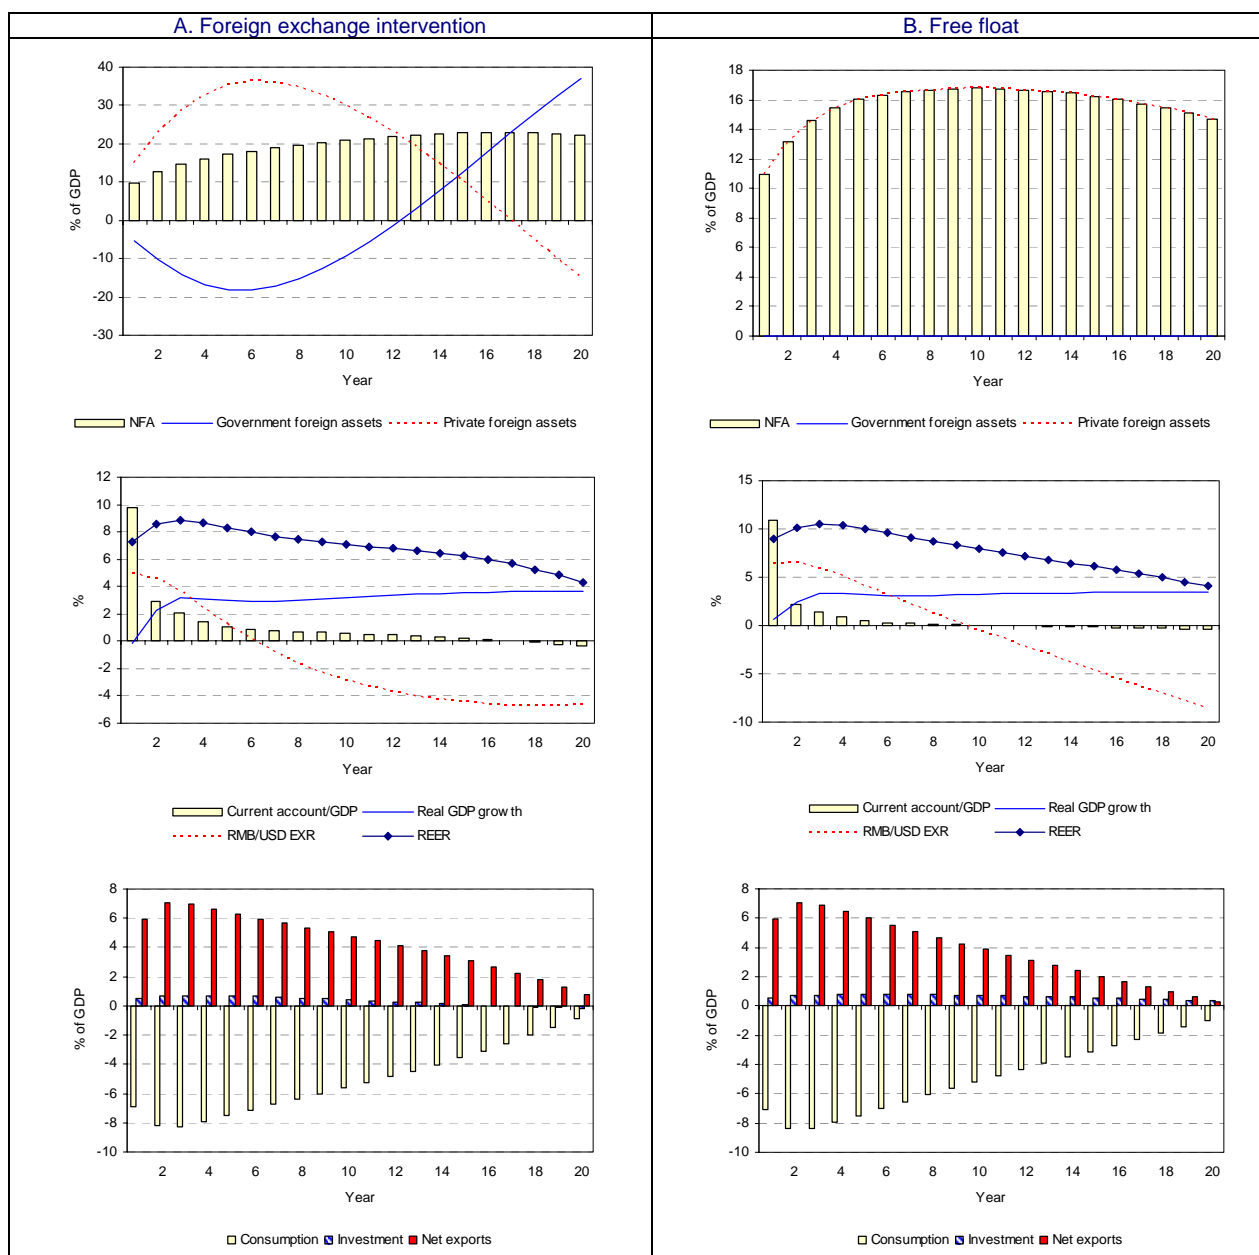 A. Foreign exchange intervention
B. Free float
40
30
20
10
0
-10
-20
-30
% of GDP
2 4 6 8 10 12 14 16 18 20
Year
NFA Government foreign assets Private foreign assets
18
16
14
12
10
8
6
4
2
0
% of GDP
2 4 6 8 10 12 14 16 18 20
Year
NFA Government foreign assets Private foreign assets
12
10
8
6
4
2
0
-2
-4
-6
%
2 4 6 8 10 12 14 16 18 20
Year
Current account/GDP Real GDP growth
RMB/USD EXR REER
15
10
5
0
-5
-10
%
2 4 6 8 10 12 14 16 18 20
Year
Current account/GDP Real GDP growth
RMB/USD EXR REER
8
6
4
2
0
-2
-4
-6
-8
-10
% of GDP
2 4 6 8 10 12 14 16 18 20
Year
Consumption Investment Net exports
8
6
4
2
0
-2
-4
-6
-8
-10
% of GDP
2 4 6 8 10 12 14 16 18 20
Year
Consumption Investment Net exports